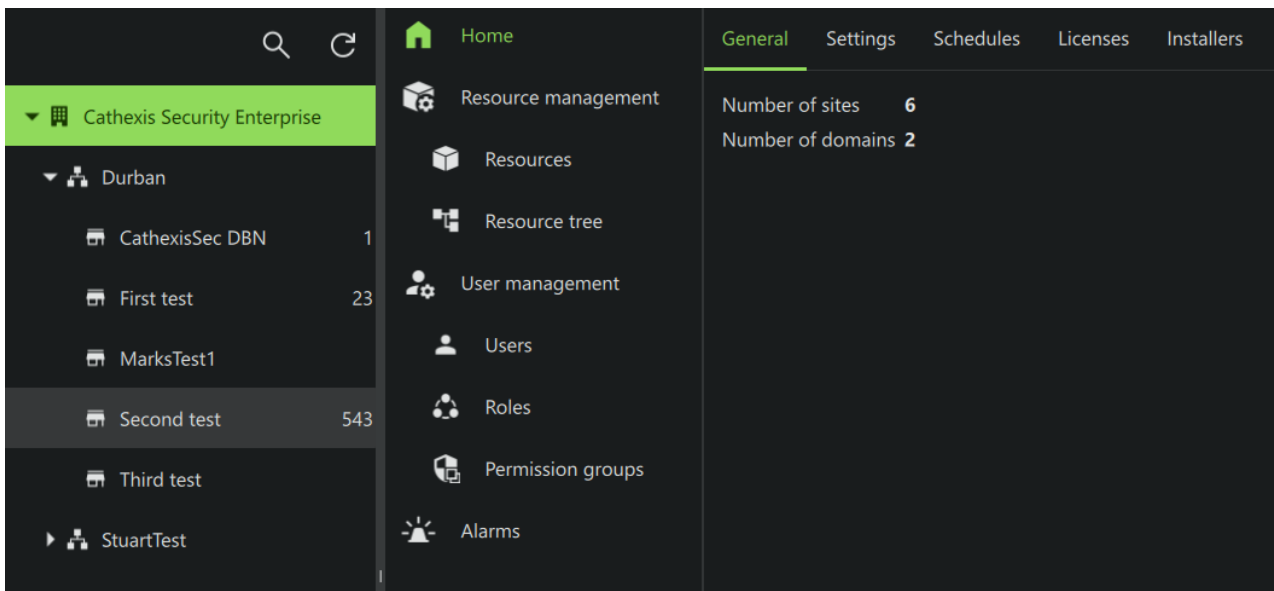 Cathexis Security Enterprise
Durban
CathexisSec DBN 1
First test 23
MarksTest1
Second test 543
Third test
StuartTest
Home
Resource management
Resources
Resource tree
User management
Users
Roles
Permission groups
Alarms
General Settings Schedules Licenses Installers
Number of sites 6
Number of domains 2